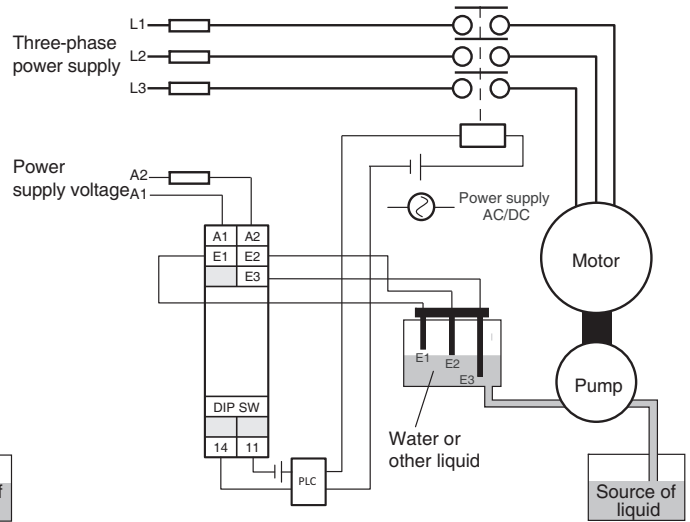 L1
Three-phase
power supply
L2
L3
Power
supply voltage
A2
A1
Power supply
AC/DC
A1 A2
E1 E2
E3
Motor
E1
E2
E3
Pump
DIP SW
14 11
PLC
Water or
other liquid
Source of
liquid